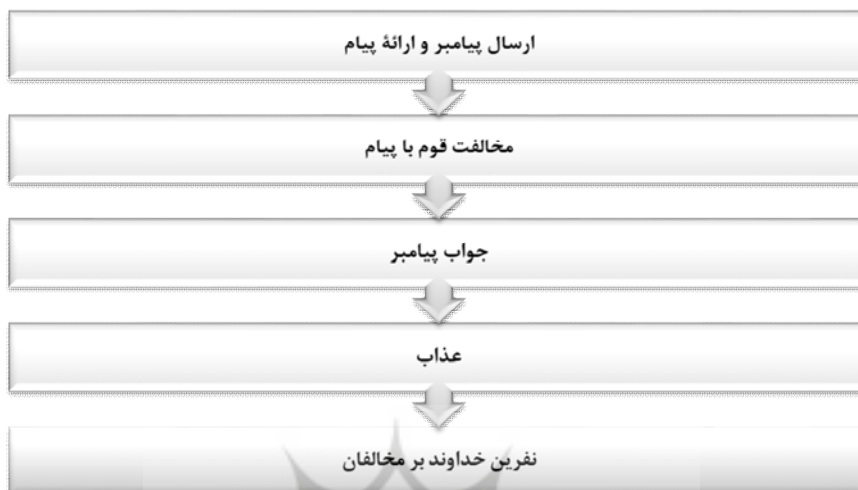 ارسال پیامبر و ارائهٔ پیام
مخالفت قوم با پیام
جواب پیامبر
عذاب
نفرین خداوند بر مخالفان